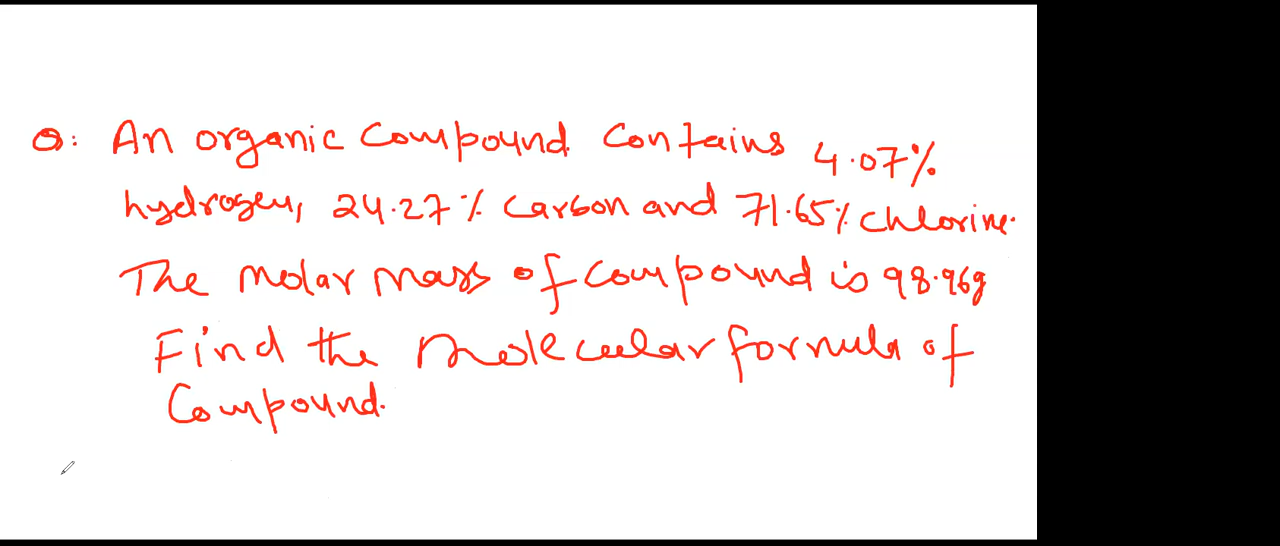 Q: An organic compound contains 4.07%
hydrogen, 24.27% carbon and 71.65% chlorine.
The molar mass of compound is 98.96g
Find the molecular formula of
Compound.